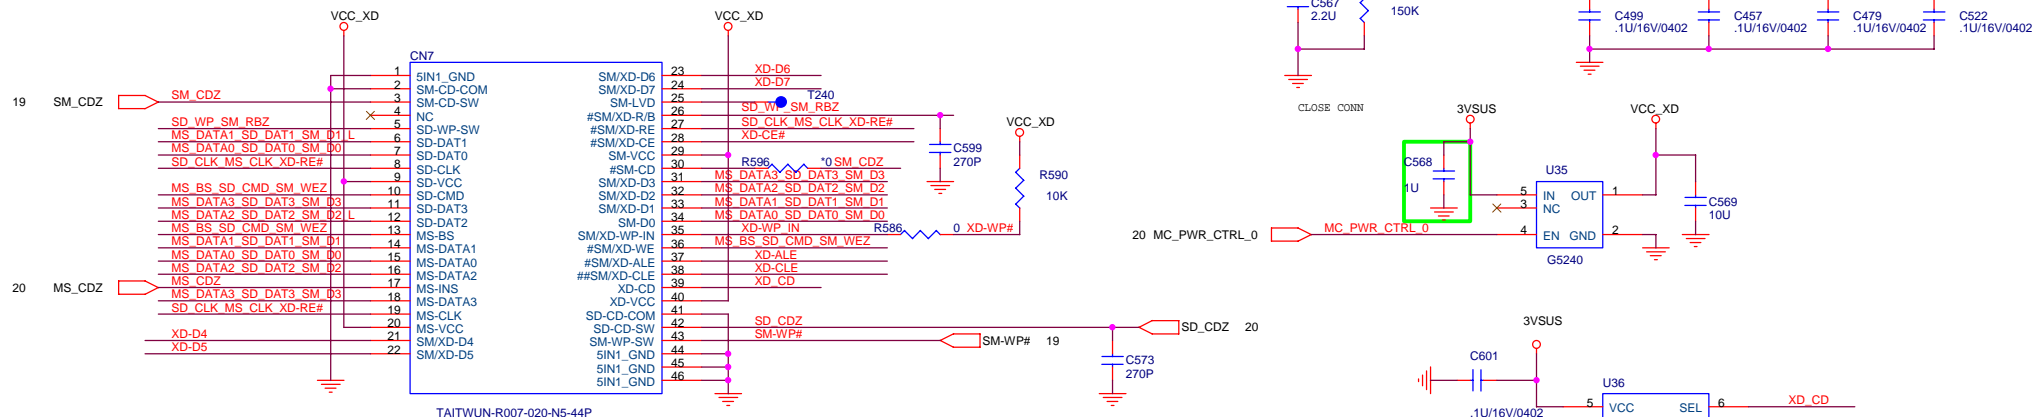 VCC_XD
VCC_XD
CN7
1 5IN1_GND
2 SM-CD-COM
19 SM_CDZ SM_CDZ 3 SM-CD-SW
4 NC
SD_WP_SM_RBZ 5 SD-WP-SW
MS_DATA1_SD_DAT1_SM_D1_L 6 SD-DAT1
MS_DATA0_SD_DAT0_SM_D0 7 SD-DAT0
SD_CLK_MS_CLK_XD-RE# 8 SD-CLK
9 SD-VCC
MS_BS_SD_CMD_SM_WEZ 10 SD-CMD
MS_DATA3_SD_DAT3_SM_D3 11 SD-DAT3
MS_DATA2_SD_DAT2_SM_D2_L 12 SD-DAT2
MS_BS_SD_CMD_SM_WEZ 13 MS-BS
MS_DATA1_SD_DAT1_SM_D1 14 MS-DATA1
MS_DATA0_SD_DAT0_SM_D0 15 MS-DATA0
MS_DATA2_SD_DAT2_SM_D2 16 MS-DATA2
20 MS_CDZ MS_CDZ 17 MS-INS
MS_DATA3_SD_DAT3_SM_D3 18 MS-DATA3
SD_CLK_MS_CLK_XD-RE# 19 MS-CLK
20 MS-VCC
XD-D4 21 SM/XD-D4
XD-D5 22 SM/XD-D5
SM/XD-D6 23 XD-D6
SM/XD-D7 24 XD-D7
SM-LVD 25 T240
#SM/XD-R/B 26 SD_WP_SM_RBZ
#SM/XD-RE 27 SD_CLK_MS_CLK_XD-RE#
#SM/XD-CE 28 XD-CE#
SM-VCC 29
#SM-CD 30 R596 *0 SM_CDZ
SM/XD-D3 31 MS_DATA3_SD_DAT3_SM_D3
SM/XD-D2 32 MS_DATA2_SD_DAT2_SM_D2
SM/XD-D1 33 MS_DATA1_SD_DAT1_SM_D1
SM-D0 34 MS_DATA0_SD_DAT0_SM_D0
SM/XD-WP-IN 35 XD-WP_IN R586 0 XD-WP#
#SM/XD-WE 36 MS_BS_SD_CMD_SM_WEZ
#SM/XD-ALE 37 XD-ALE
##SM/XD-CLE 38 XD-CLE
XD-CD 39 XD_CD
XD-VCC 40
SD-CD-COM 41
SD-CD-SW 42 SD_CDZ SD_CDZ 20
SM-WP-SW 43 SM-WP# SM-WP# 19
5IN1_GND 44
5IN1_GND 45
5IN1_GND 46
TAITWUN-R007-020-N5-44P
C599
270P
VCC_XD
R590
10K
C573
270P
C567
2.2U
150K
CLOSE CONN
C499
.1U/16V/0402
C457
.1U/16V/0402
C479
.1U/16V/0402
C522
.1U/16V/0402
3VSUS
VCC_XD
C568
1U
U35
5 IN OUT 1
3 NC
20 MC_PWR_CTRL_0 MC_PWR_CTRL_0 4 EN GND 2
G5240
C569
10U
3VSUS
C601
.1U/16V/0402
U36
5 VCC SEL 6 XD_CD